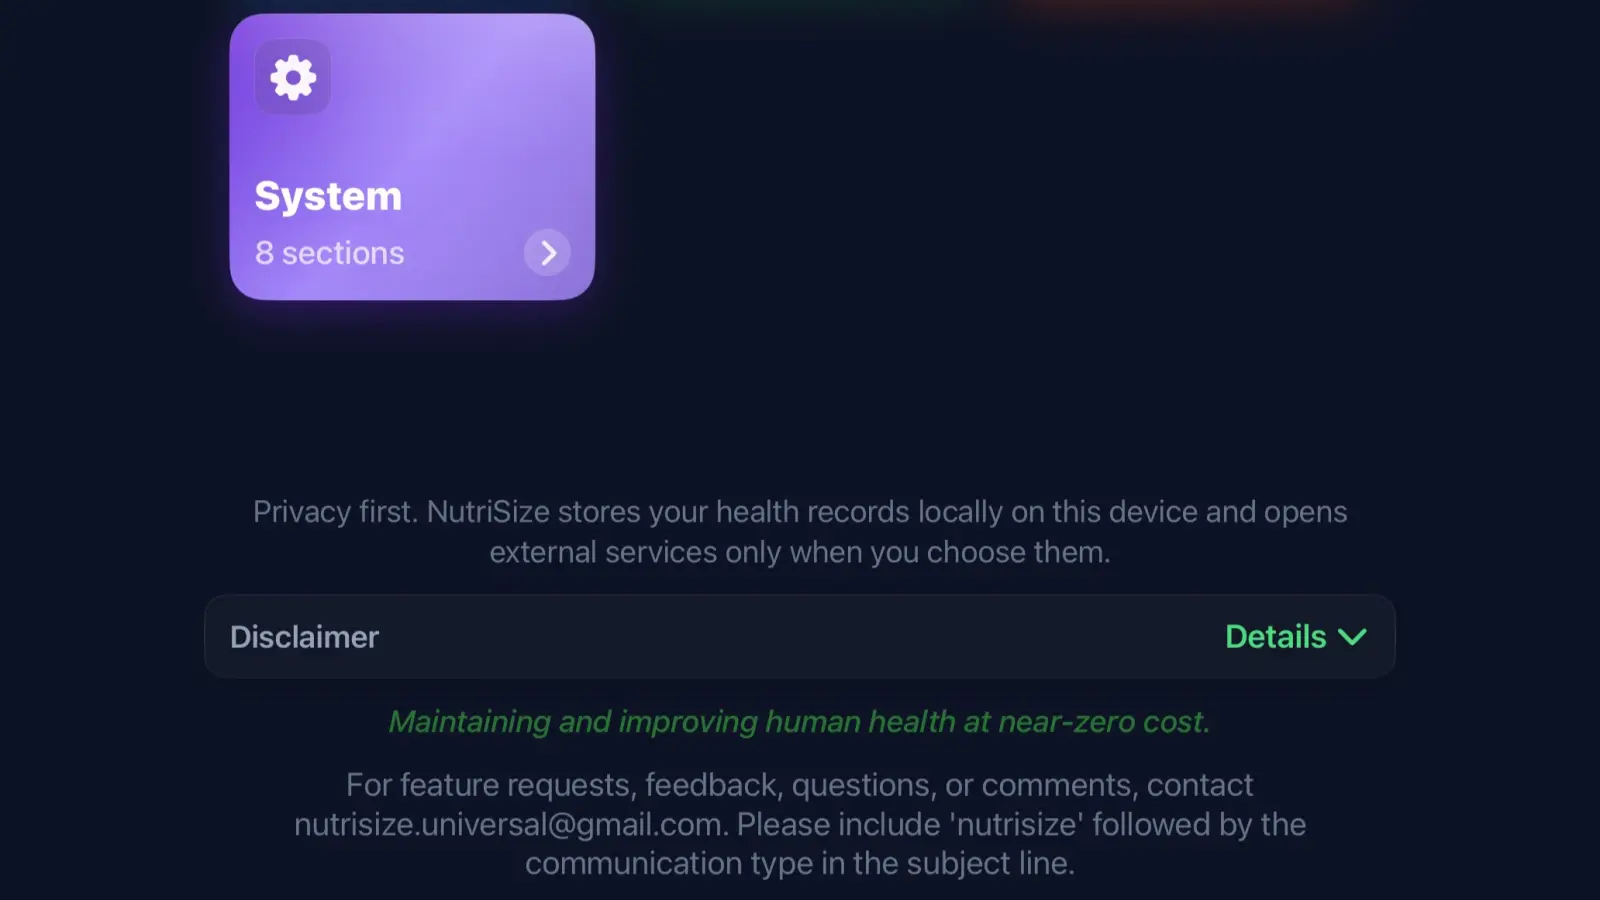 System
8 sections
Privacy first. NutriSize stores your health records locally on this device and opens
external services only when you choose them.
Disclaimer
Details
Maintaining and improving human health at near-zero cost.
For feature requests, feedback, questions, or comments, contact
nutrisize.universal@gmail.com. Please include 'nutrisize' followed by the
communication type in the subject line.